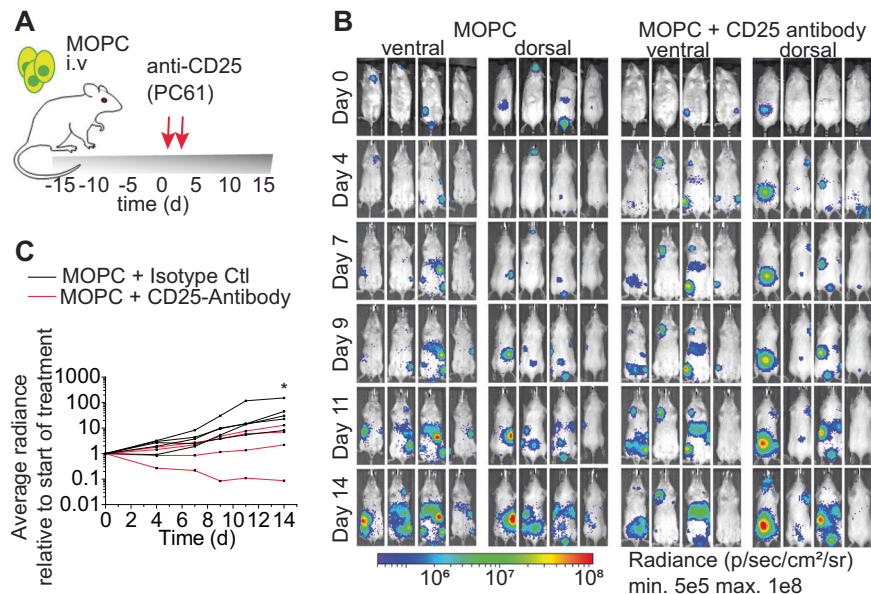 A
MOPC
i.v
anti-CD25
(PC61)
-15 -10 -5 0 5 10 15
time (d)
B
MOPC
MOPC + CD25 antibody
ventral dorsal ventral dorsal
Day 0
Day 4
Day 7
Day 9
Day 11
Day 14
10⁶ 10⁷ 10⁸
Radiance (p/sec/cm²/sr)
min. 5e5 max. 1e8
C
MOPC + Isotype Ctl
MOPC + CD25-Antibody
Average radiance
relative to start of treatment
1000
100
10
1
0.1
0.01
*
0 2 4 6 8 10 12 14
Time (d)